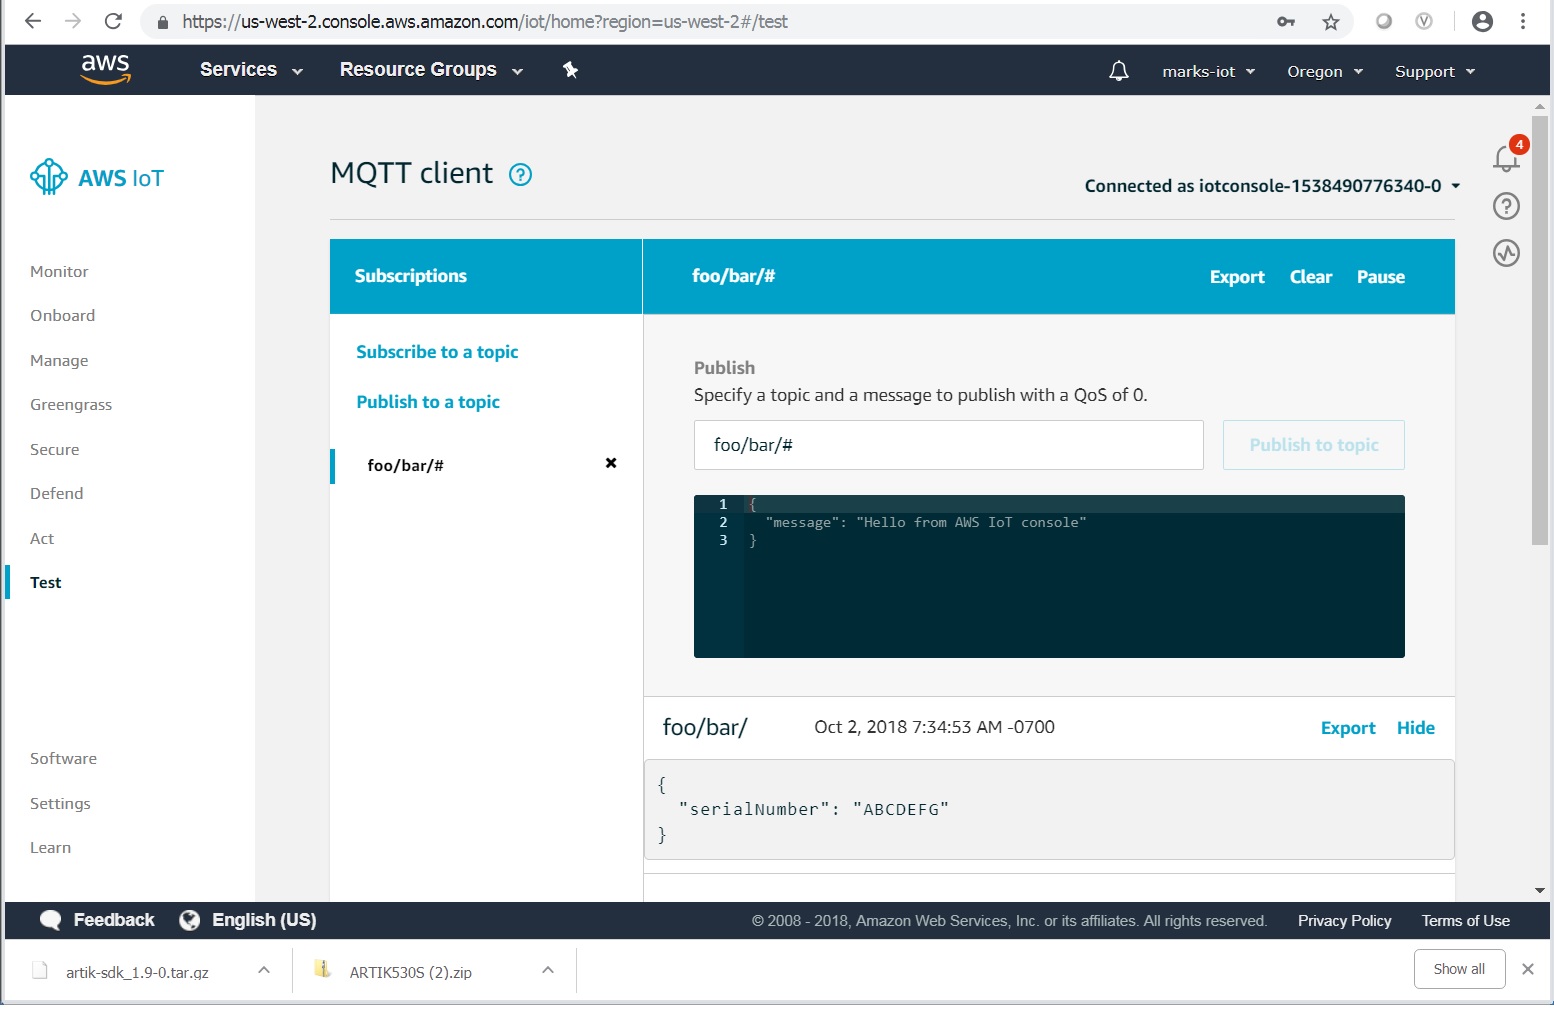 https://us-west-2.console.aws.amazon.com/iot/home?region=us-west-2#/test
aws
Services
Resource Groups
marks-iot
Oregon
Support
AWS IoT
MQTT client
Connected as iotconsole-1538490776340-0
4
Monitor
Onboard
Manage
Greengrass
Secure
Defend
Act
Test
Software
Settings
Learn
Subscriptions
Subscribe to a topic
Publish to a topic
foo/bar/#
foo/bar/#
Export Clear Pause
Publish
Specify a topic and a message to publish with a QoS of 0.
foo/bar/#
Publish to topic
1 {
2 "message": "Hello from AWS IoT console"
3 }
foo/bar/ Oct 2, 2018 7:34:53 AM -0700 Export Hide
{
"serialNumber": "ABCDEFG"
}
Feedback English (US) © 2008 - 2018, Amazon Web Services, Inc. or its affiliates. All rights reserved. Privacy Policy Terms of Use
artik-sdk_1.9-0.tar.gz ARTIK530S (2).zip Show all